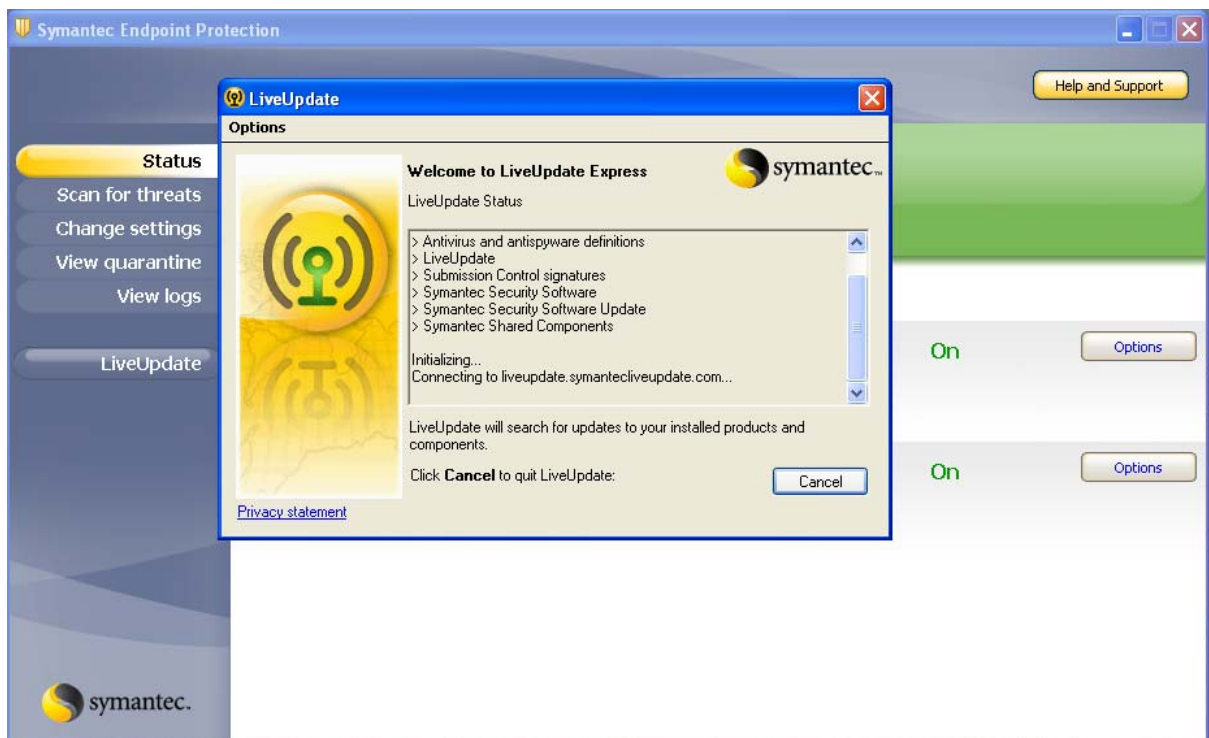 Symantec Endpoint Protection
Help and Support
Status
Scan for threats
Change settings
View quarantine
View logs
LiveUpdate
LiveUpdate
Options
symantec.™
Welcome to LiveUpdate Express
LiveUpdate Status
> Antivirus and antispyware definitions
> LiveUpdate
> Submission Control signatures
> Symantec Security Software
> Symantec Security Software Update
> Symantec Shared Components
Initializing...
Connecting to liveupdate.symantecliveupdate.com...
LiveUpdate will search for updates to your installed products and
components.
Click Cancel to quit LiveUpdate:
Cancel
Privacy statement
On
Options
On
Options
symantec.